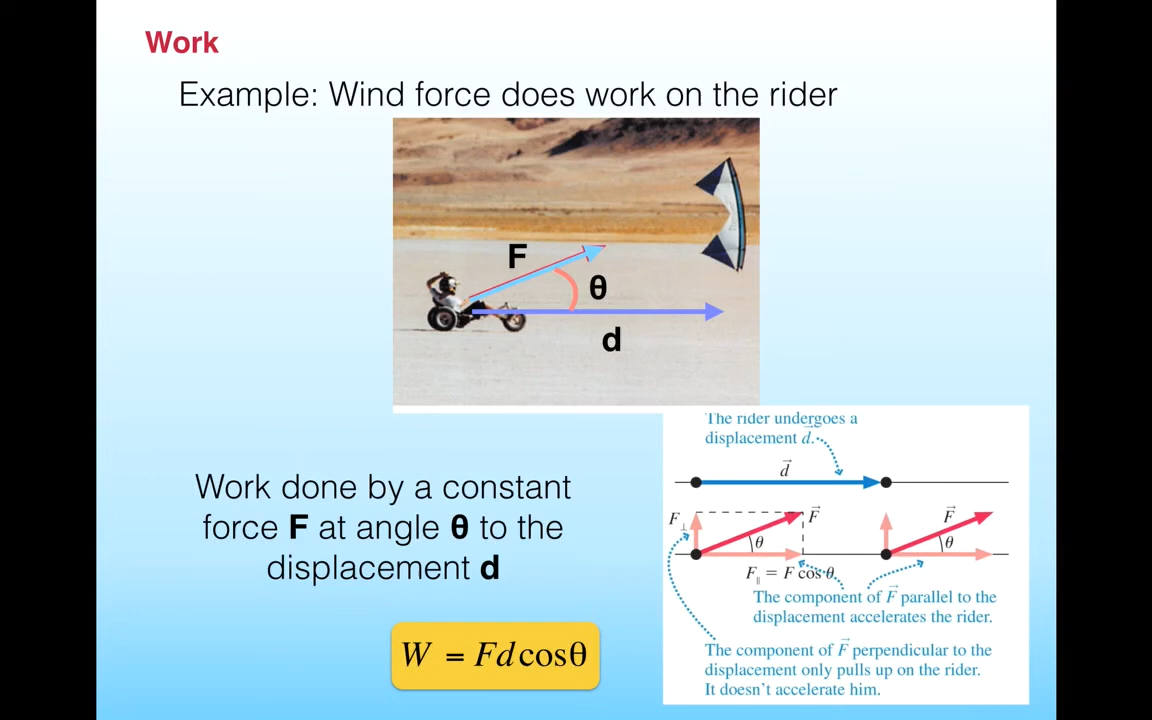 Work
Example: Wind force does work on the rider
F
θ
d
The rider undergoes a
displacement d⃗.
d⃗
F⊥
F⃗
F⃗
θ
θ
F∥ = F cos θ
The component of F⃗ parallel to the
displacement accelerates the rider.
The component of F⃗ perpendicular to the
displacement only pulls up on the rider.
It doesn't accelerate him.
Work done by a constant
force F at angle θ to the
displacement d
W = Fd cosθ